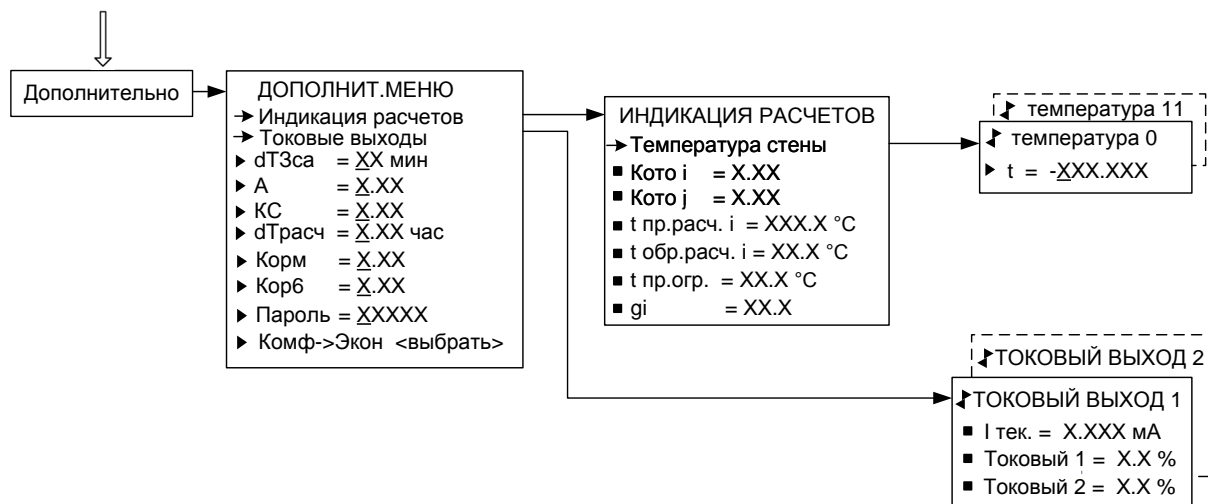 Дополнительно
ДОПОЛНИТ.МЕНЮ
Индикация расчетов
Токовые выходы
dTЗса = XX мин
А = X.XX
КС = X.XX
dTрасч = X.XX час
Корм = X.XX
Кор6 = X.XX
Пароль = XXXXX
Комф->Экон <выбрать>
ИНДИКАЦИЯ РАСЧЕТОВ
Температура стены
Кото i = X.XX
Кото j = X.XX
t пр.расч. i = XXX.X °C
t обр.расч. i = XX.X °C
t пр.огр. = XX.X °C
gi = XX.X
температура 11
температура 0
t = -XXX.XXX
ТОКОВЫЙ ВЫХОД 2
ТОКОВЫЙ ВЫХОД 1
I тек. = X.XXX мА
Токовый 1 = X.X %
Токовый 2 = X.X %